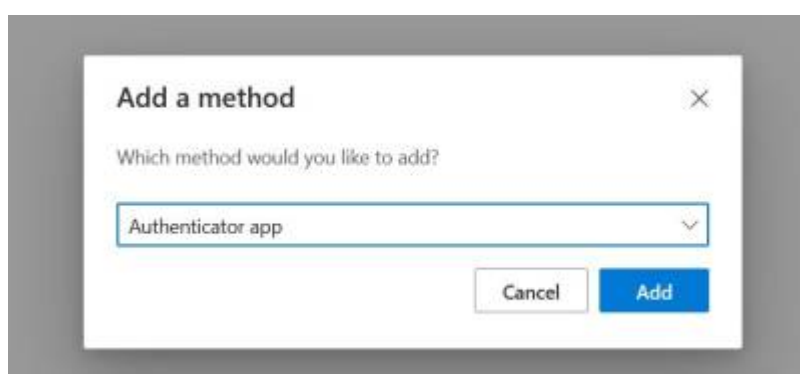 Add a method
Which method would you like to add?
Authenticator app
Cancel
Add